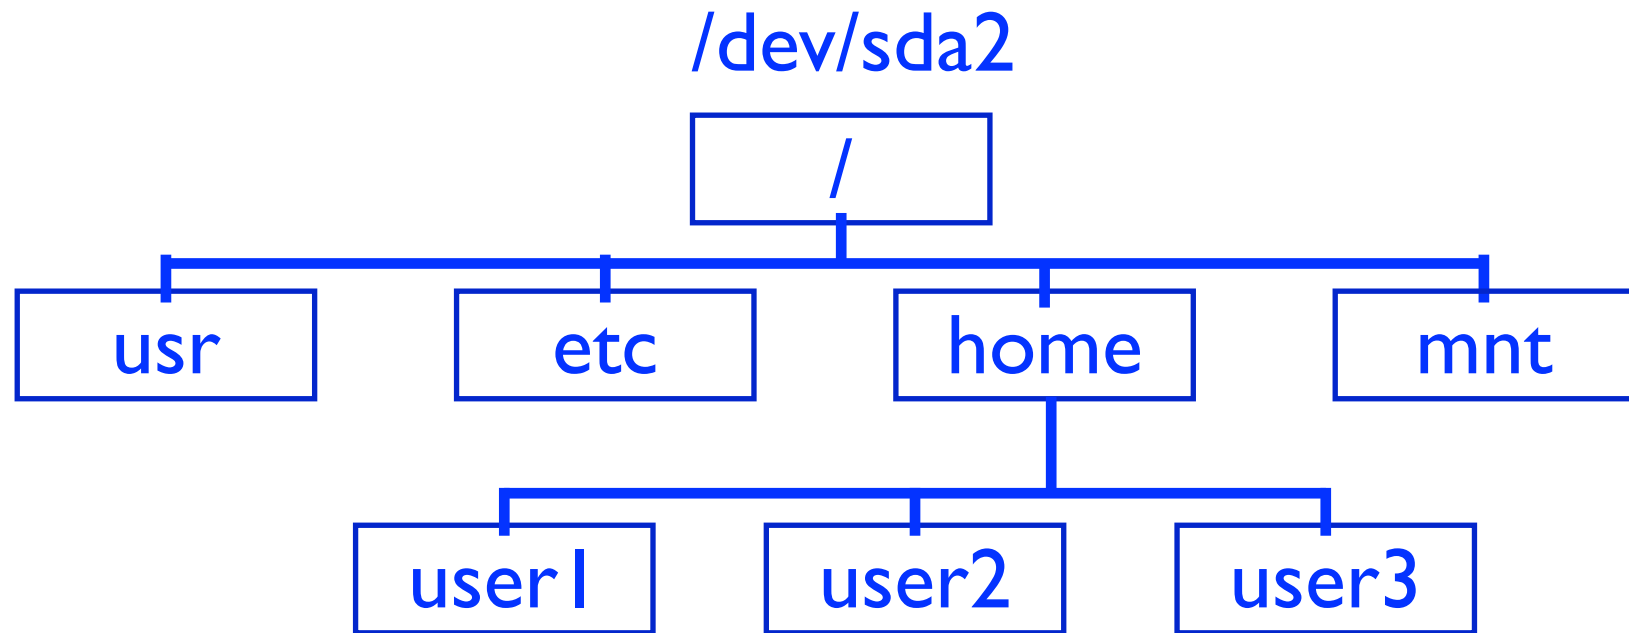 /dev/sda2
/
usr etc home mnt
user1 user2 user3